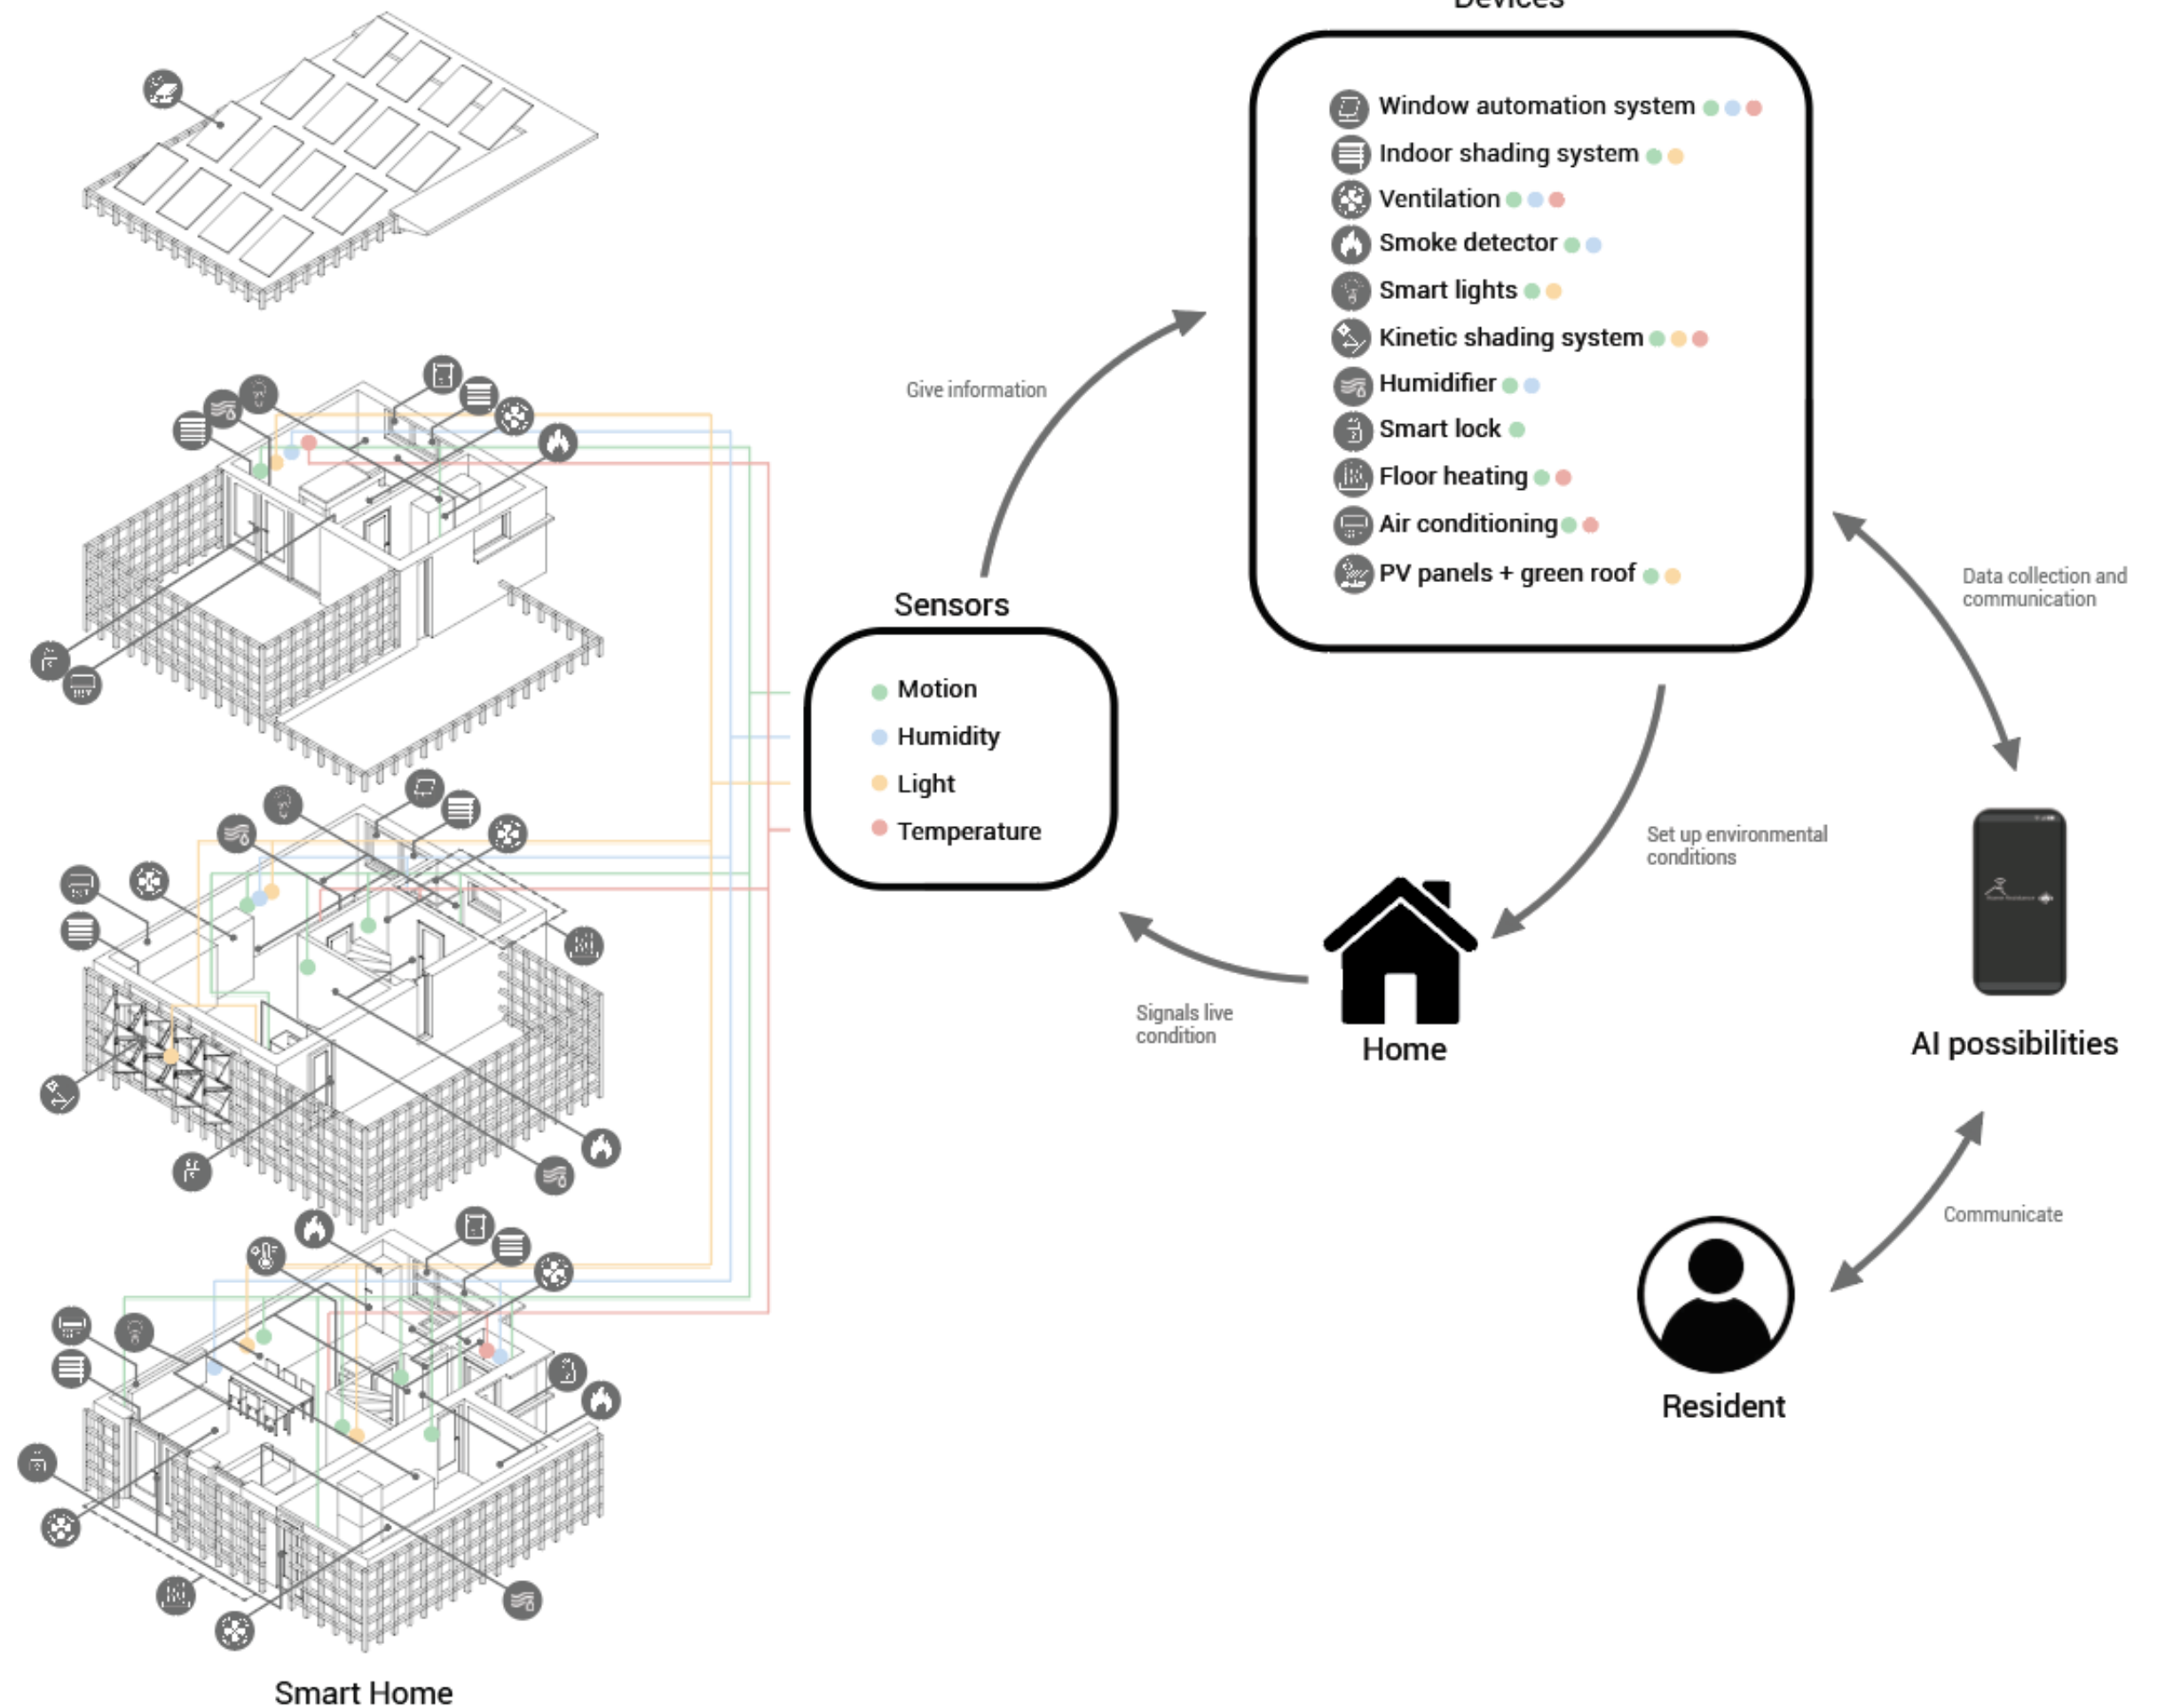 Devices
Window automation system
Indoor shading system
Ventilation
Smoke detector
Smart lights
Kinetic shading system
Humidifier
Smart lock
Floor heating
Air conditioning
PV panels + green roof
Give information
Sensors
Motion
Humidity
Light
Temperature
Data collection and
communication
Set up environmental
conditions
Signals live
condition
Home
AI possibilities
Communicate
Resident
Smart Home